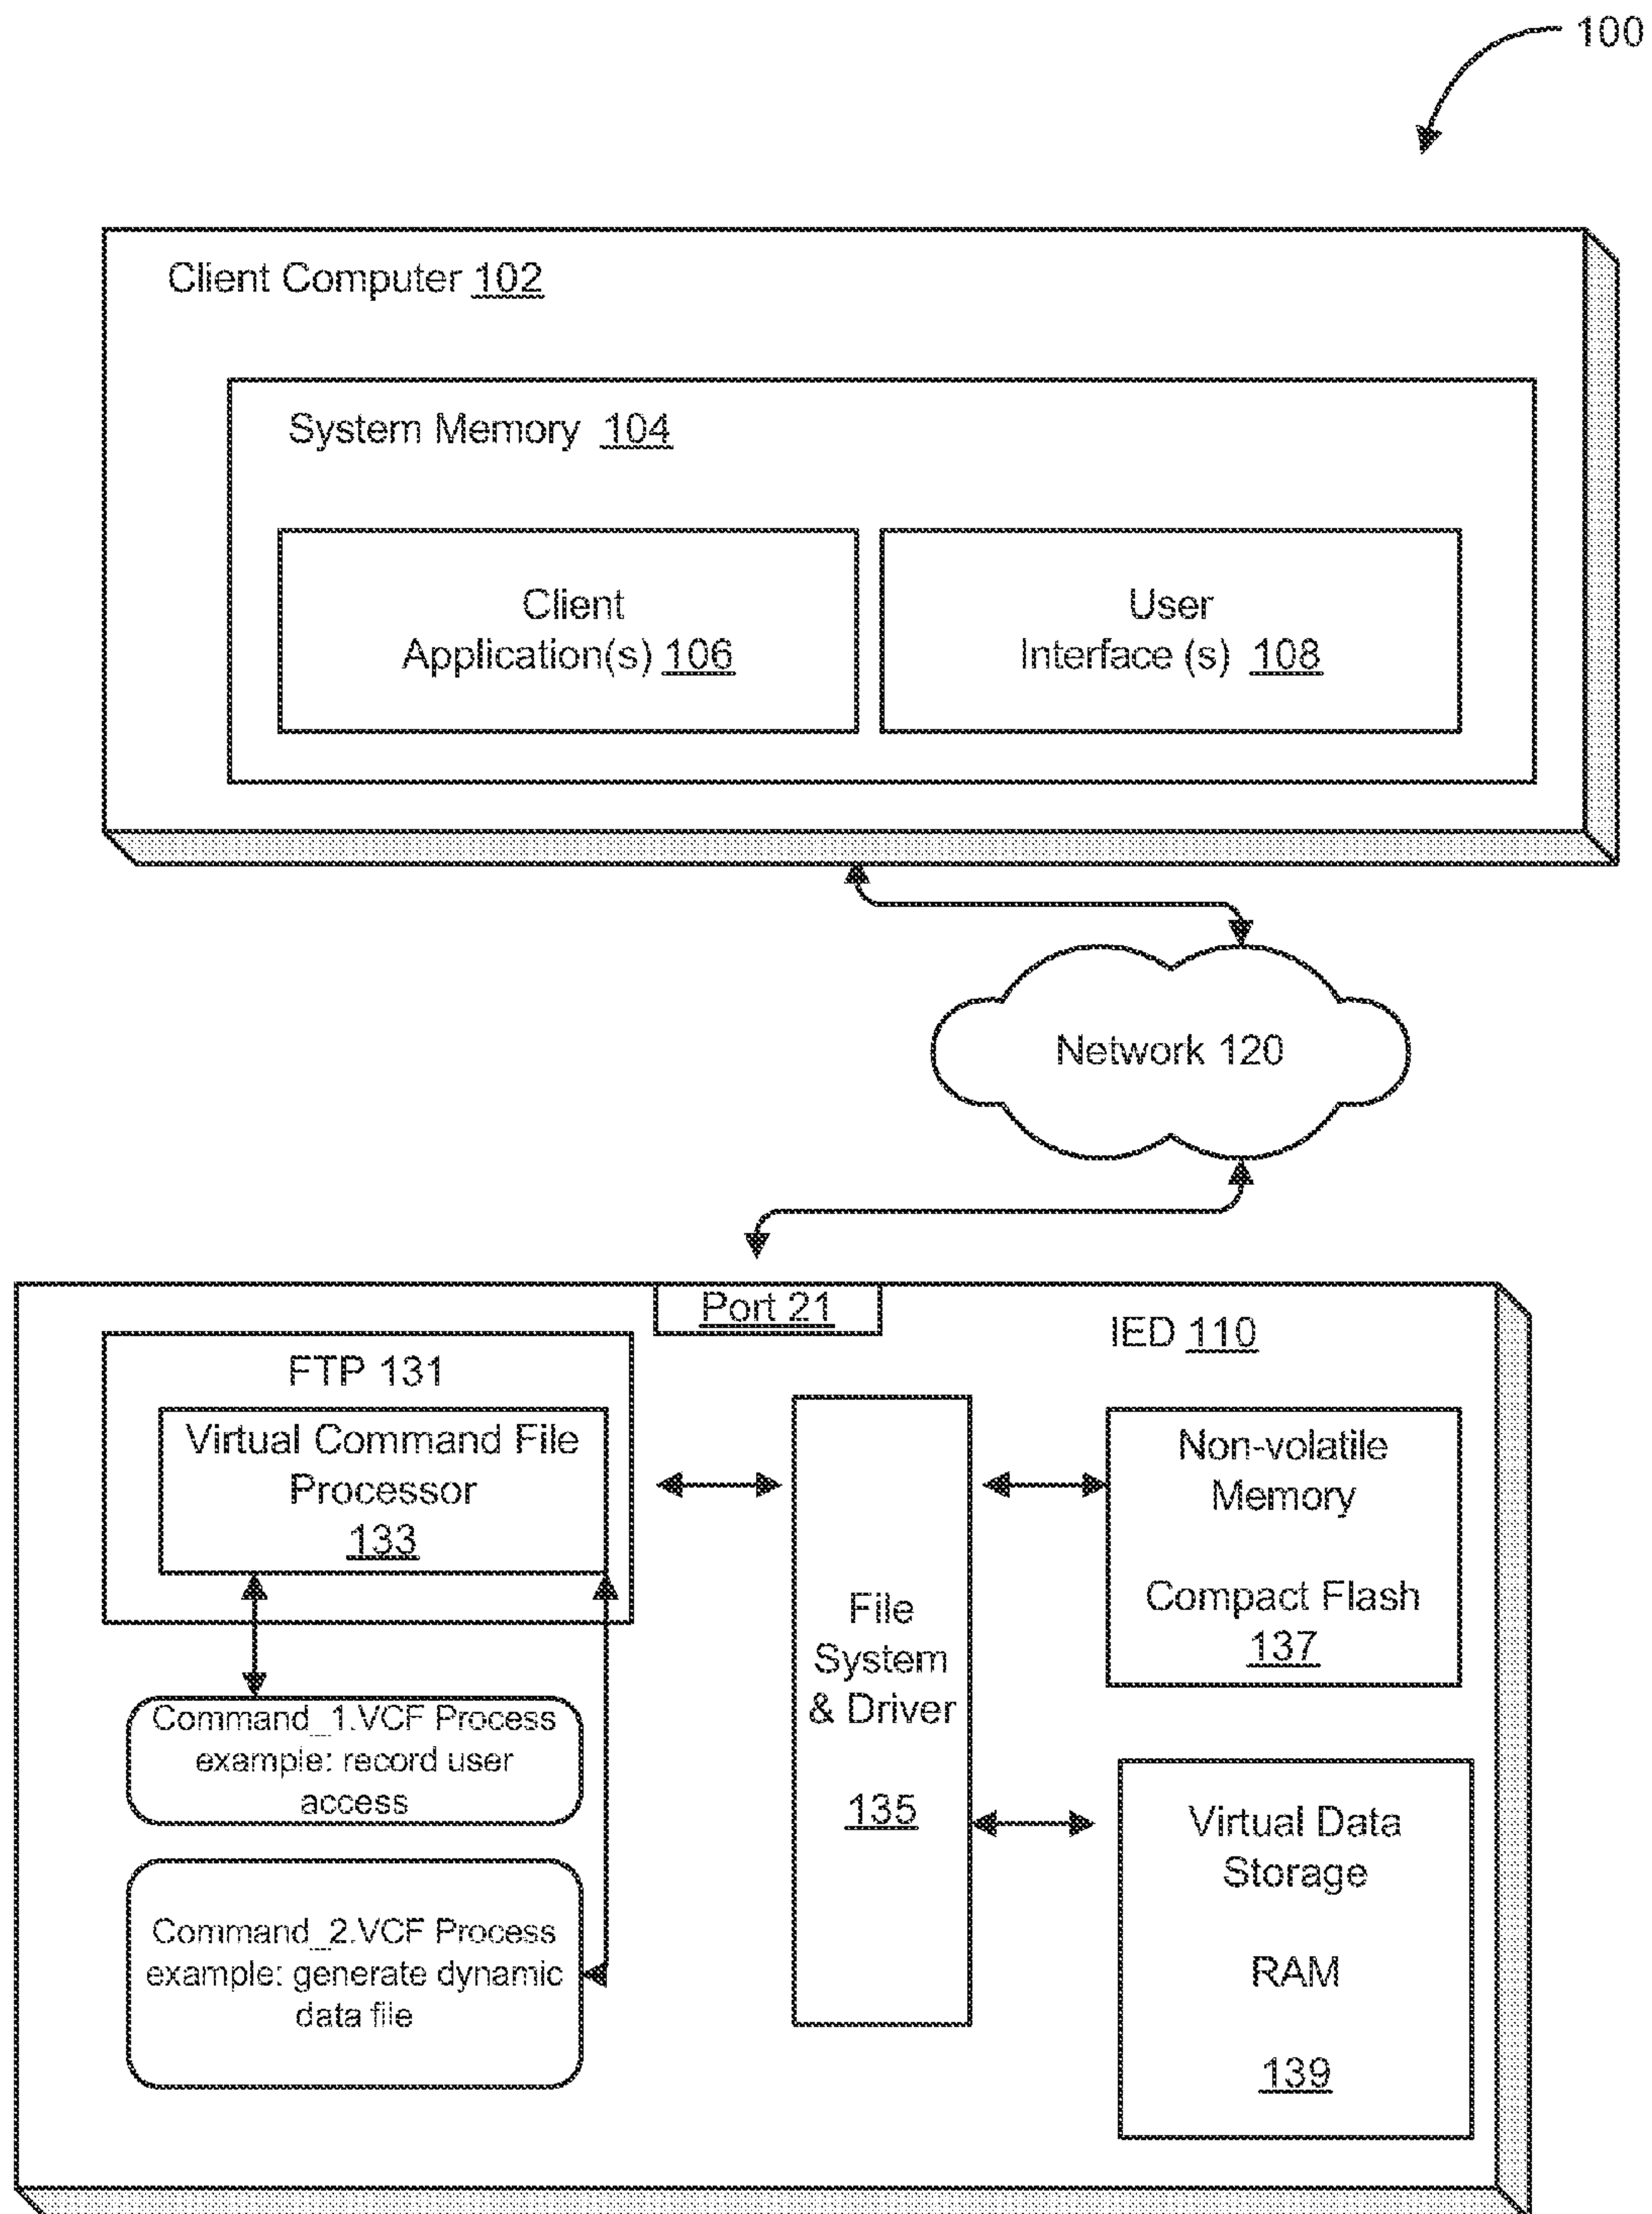 100
Client Computer 102
System Memory 104
Client
Application(s) 106
User
Interface (s) 108
Network 120
Port 21
IED 110
FTP 131
Virtual Command File
Processor
133
Command_1.VCF Process
example: record user
access
Command_2.VCF Process
example: generate dynamic
data file
File
System
& Driver
135
Non-volatile
Memory
Compact Flash
137
Virtual Data
Storage
RAM
139